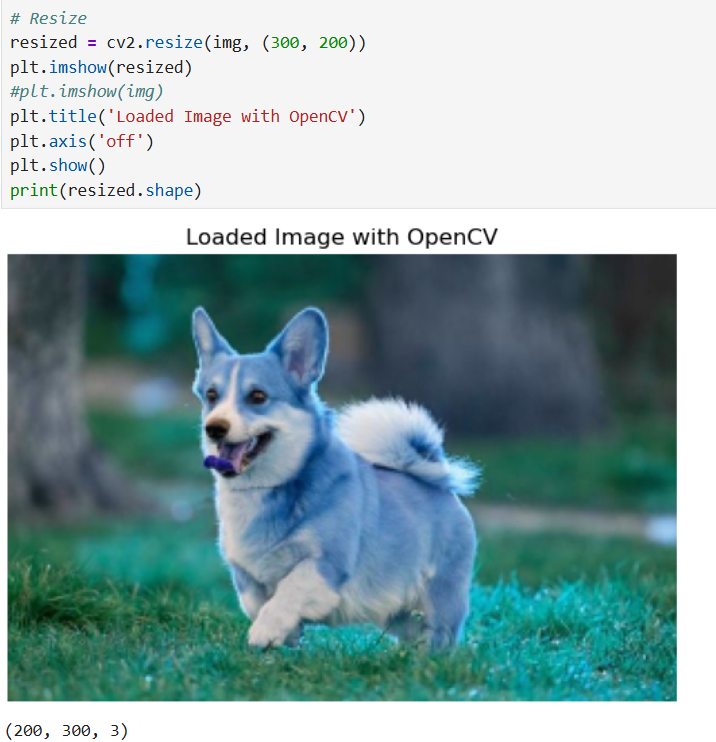 # Resize
resized = cv2.resize(img, (300, 200))
plt.imshow(resized)
#plt.imshow(img)
plt.title('Loaded Image with OpenCV')
plt.axis('off')
plt.show()
print(resized.shape)
Loaded Image with OpenCV
(200, 300, 3)